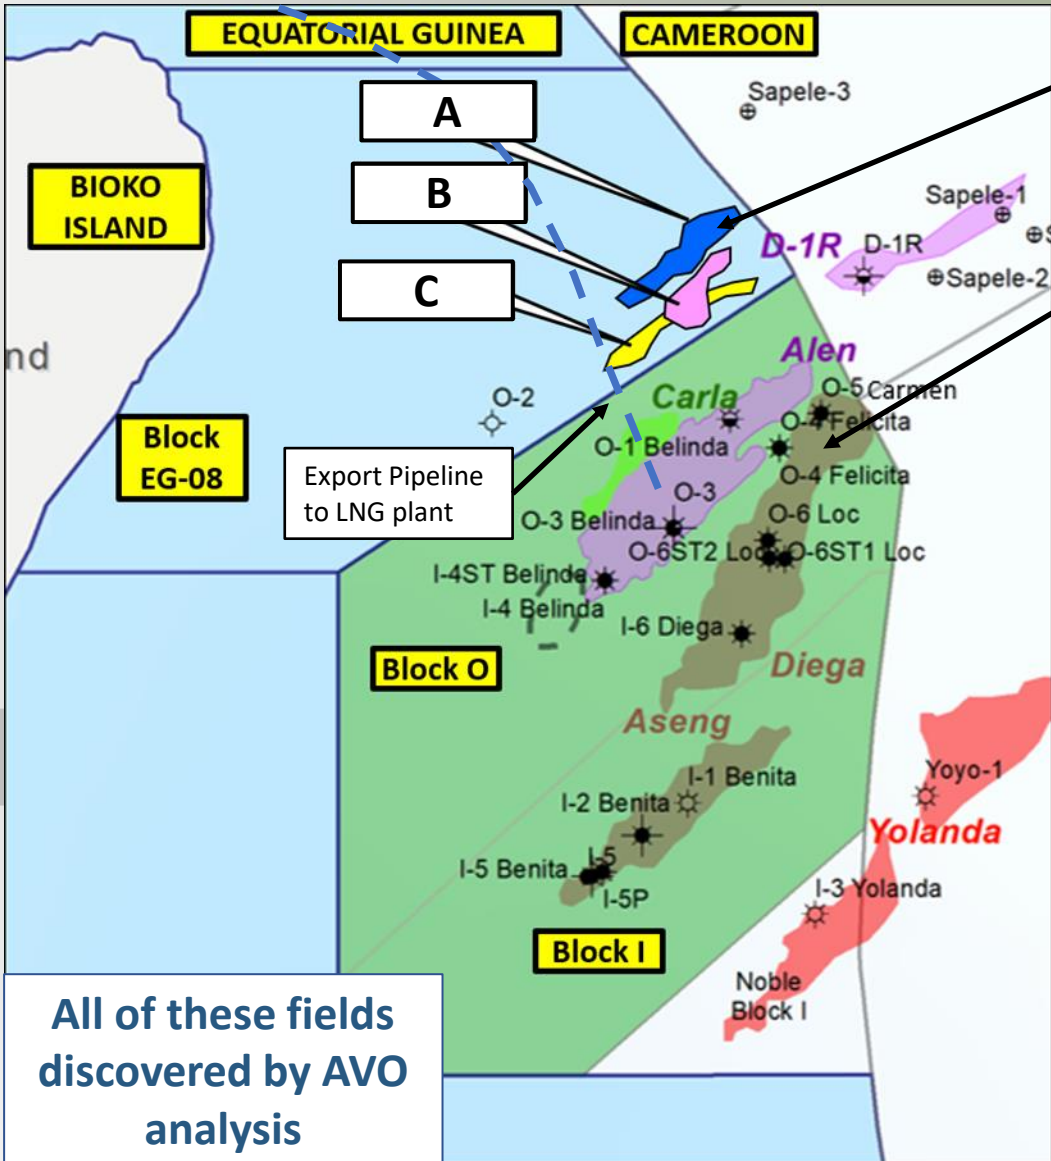 EQUATORIAL GUINEA
CAMEROON
Sapele-3
A
BIOKO
ISLAND
B
Sapele-1
D-1R
D-1R
S
Sapele-2
C
nd
Alen
O-5 Carmen
Carla
O-2
O-4 Felicita
Block
EG-08
O-1 Belinda
Export Pipeline
to LNG plant
O-4 Felicita
O-3
O-3 Belinda
O-6 Loc
O-6ST2 Loc
O-6ST1 Loc
I-4ST Belinda
I-4 Belinda
I-6 Diega
Block O
Diega
Aseng
I-1 Benita
Yoyo-1
I-2 Benita
Yolanda
I-5
I-5 Benita
I-3 Yolanda
I-5P
Block I
Noble
Block I
All of these fields
discovered by AVO
analysis